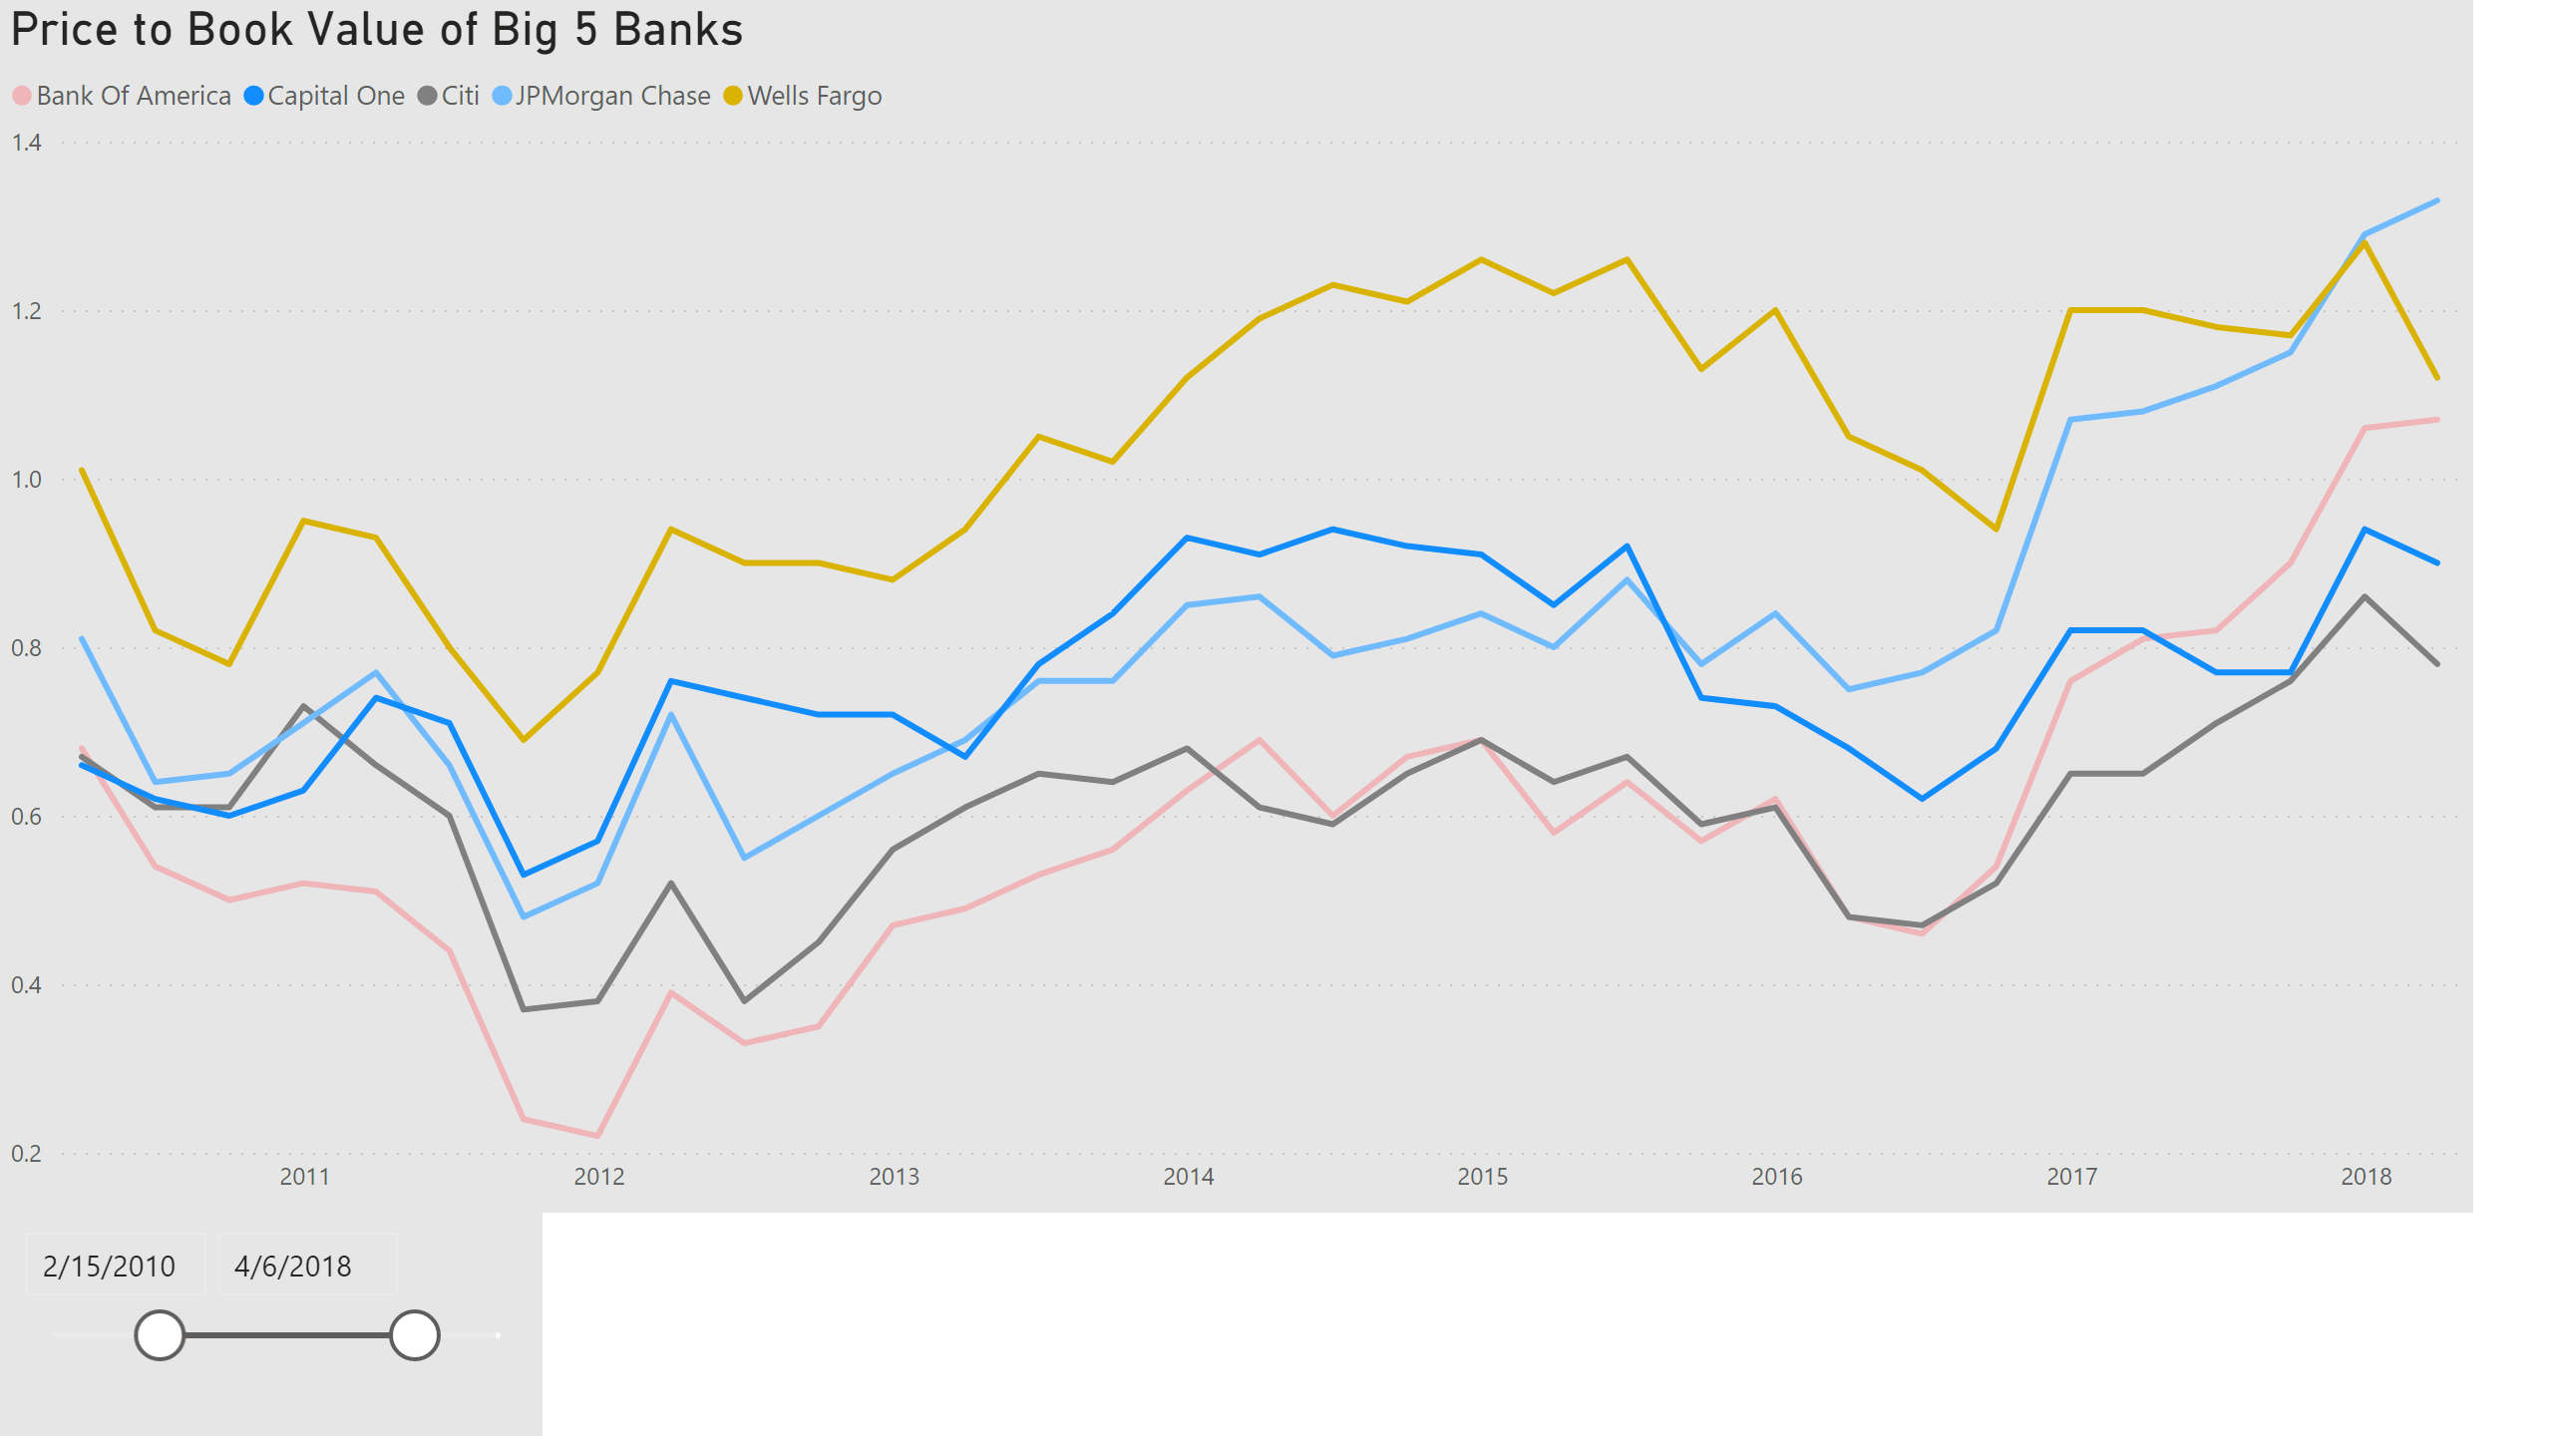 Price to Book Value of Big 5 Banks
Bank Of America Capital One Citi JPMorgan Chase Wells Fargo
1.4
1.2
1.0
0.8
0.6
0.4
0.2
2011 2012 2013 2014 2015 2016 2017 2018
2/15/2010 4/6/2018